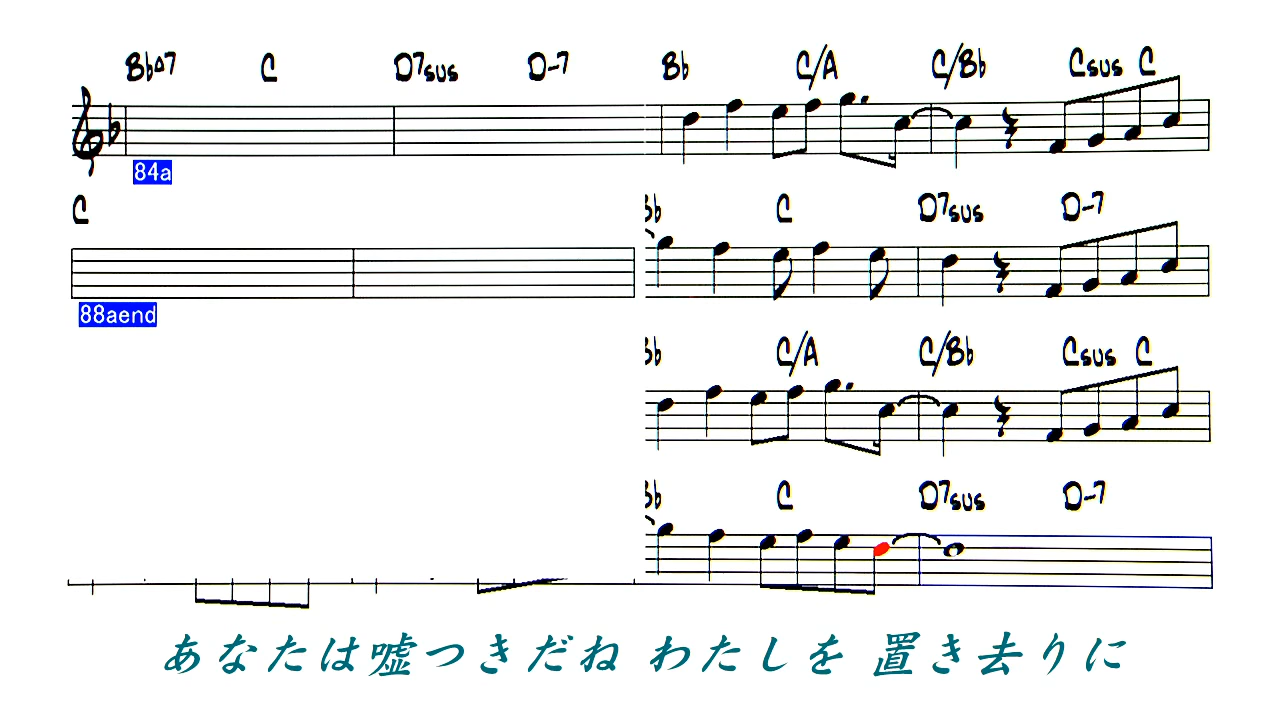 Bb△7 C D7sus D-7 Bb C/A C/Bb Csus C
84a
C Bb C D7sus D-7
88aend
Bb C/A C/Bb Csus C
Bb C D7sus D-7
あなたは嘘つきだね わたしを 置き去りに